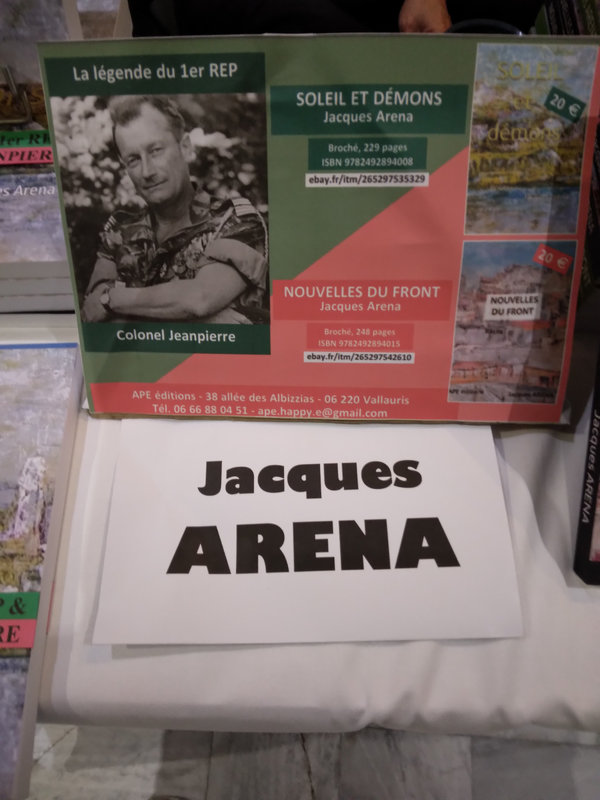 La légende du 1er REP
Colonel Jeanpierre
SOLEIL ET DÉMONS
Jacques Arena
Broché, 229 pages
ISBN 9782492894008
ebay.fr/itm/265297535329
NOUVELLES DU FRONT
Jacques Arena
Broché, 248 pages
ISBN 9782492894015
ebay.fr/itm/265297542610
SOLEIL
et
démons
20 €
20 €
NOUVELLES
DU FRONT
APE éditions - 38 allée des Albizzias - 06 220 Vallauris
Tél. 06 66 88 04 51 - ape.happy.e@gmail.com
Jacques
ARENA
Arena
&
RE
Jacques ARENA